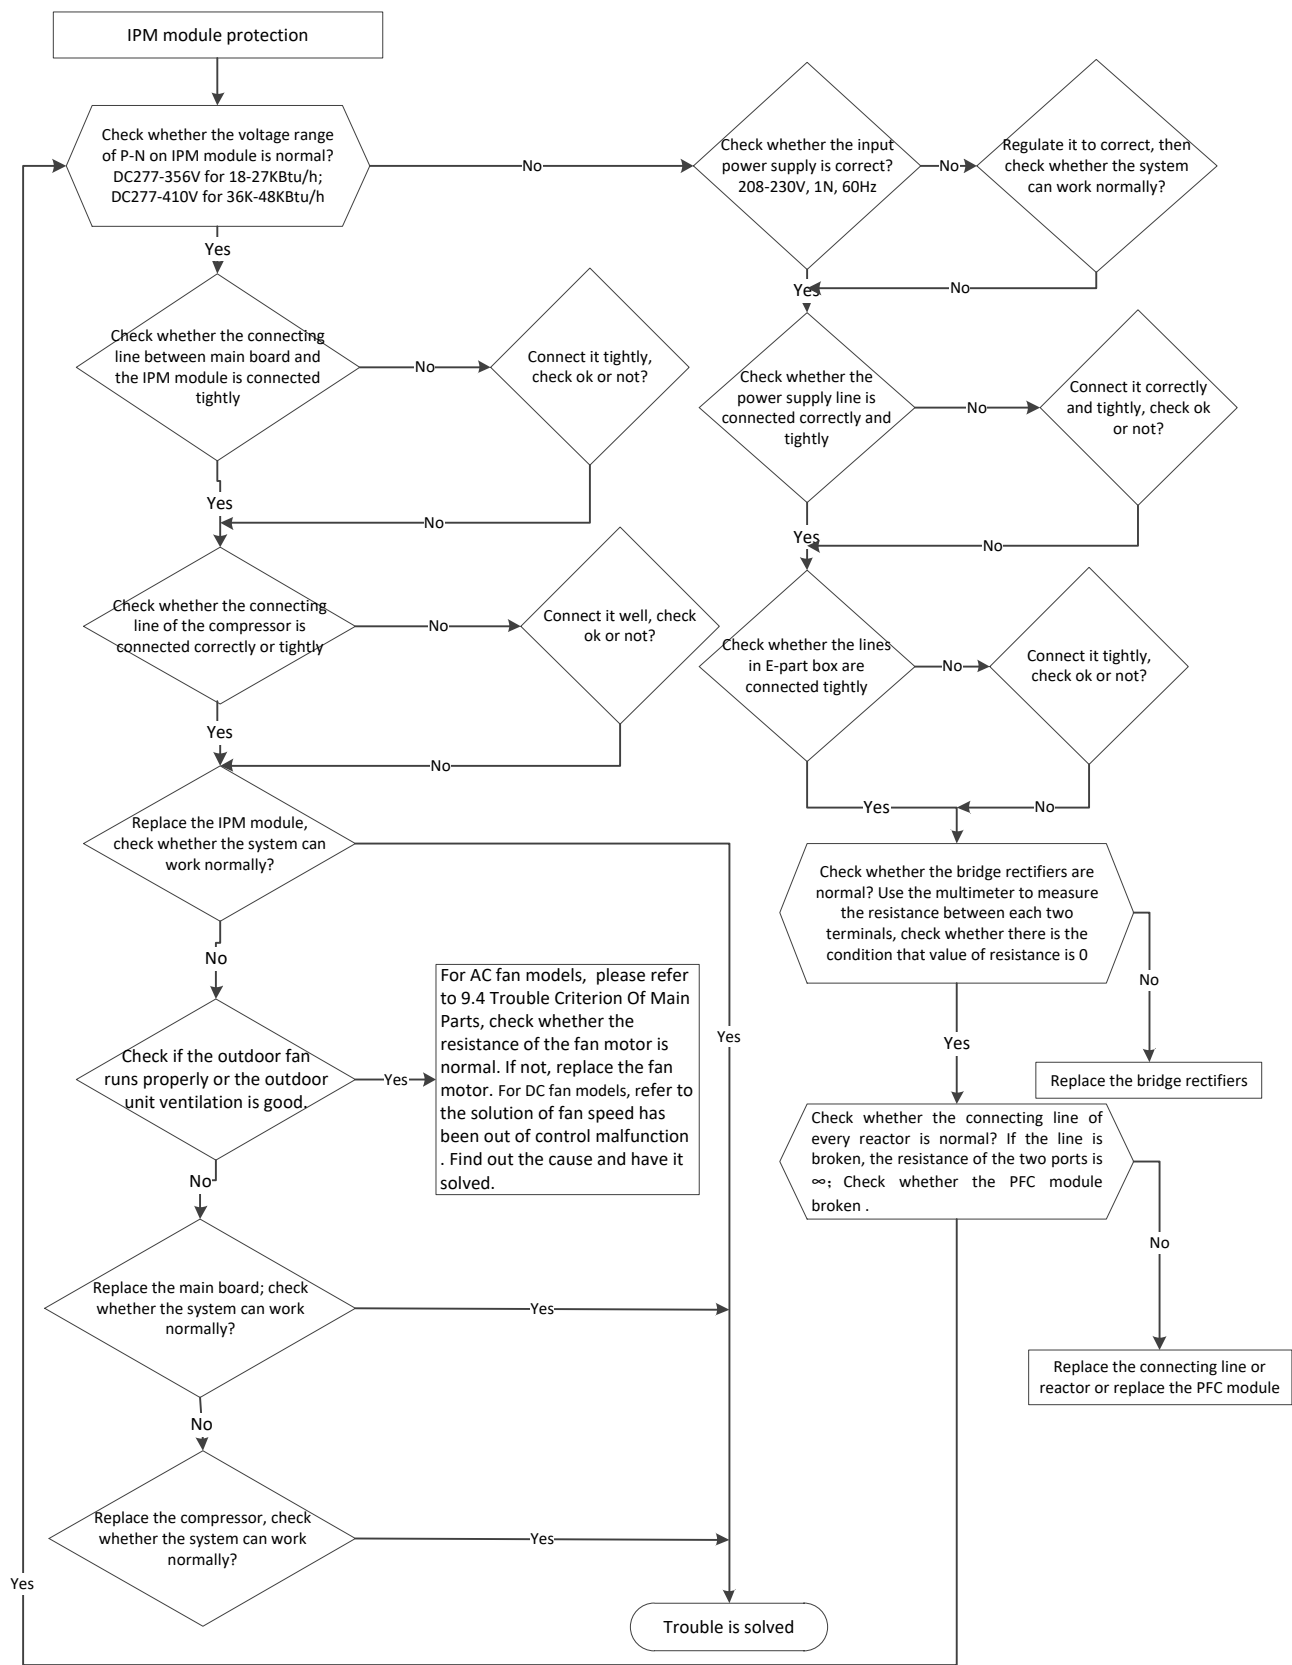 IPM module protection
Check whether the voltage range
of P-N on IPM module is normal?
DC277-356V for 18-27KBtu/h;
DC277-410V for 36K-48KBtu/h
No
Check whether the input
power supply is correct?
208-230V, 1N, 60Hz
No
Regulate it to correct, then
check whether the system
can work normally?
Yes
Yes
No
Check whether the connecting
line between main board and
the IPM module is connected
tightly
No
Connect it tightly,
check ok or not?
Check whether the
power supply line is
connected correctly and
tightly
No
Connect it correctly
and tightly, check ok
or not?
Yes
No
Yes
No
Check whether the connecting
line of the compressor is
connected correctly or tightly
No
Connect it well, check
ok or not?
Check whether the lines
in E-part box are
connected tightly
No
Connect it tightly,
check ok or not?
Yes
No
Yes
No
Replace the IPM module,
check whether the system can
work normally?
Check whether the bridge rectifiers are
normal? Use the multimeter to measure
the resistance between each two
terminals, check whether there is the
condition that value of resistance is 0
No
No
For AC fan models, please refer
to 9.4 Trouble Criterion Of Main
Parts, check whether the
resistance of the fan motor is
normal. If not, replace the fan
motor. For DC fan models, refer to
the solution of fan speed has
been out of control malfunction
. Find out the cause and have it
solved.
Yes
Yes
Check if the outdoor fan
runs properly or the outdoor
unit ventilation is good.
Yes
Replace the bridge rectifiers
Check whether the connecting line of
every reactor is normal? If the line is
broken, the resistance of the two ports is
∞; Check whether the PFC module
broken .
No
No
Replace the main board; check
whether the system can work
normally?
Yes
Replace the connecting line or
reactor or replace the PFC module
No
Replace the compressor, check
whether the system can work
normally?
Yes
Yes
Trouble is solved